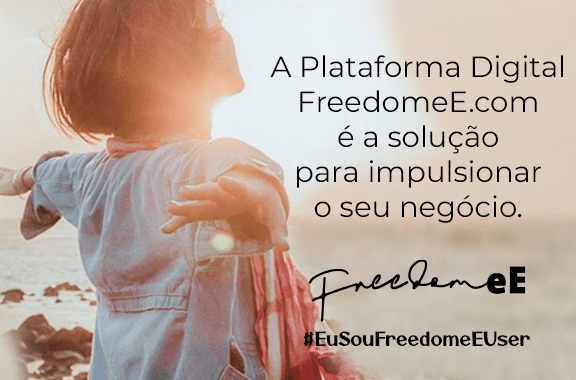 A Plataforma Digital
FreedomeE.com
é a solução
para impulsionar
o seu negócio.
FreedomeE
#EuSouFreedomeEUser